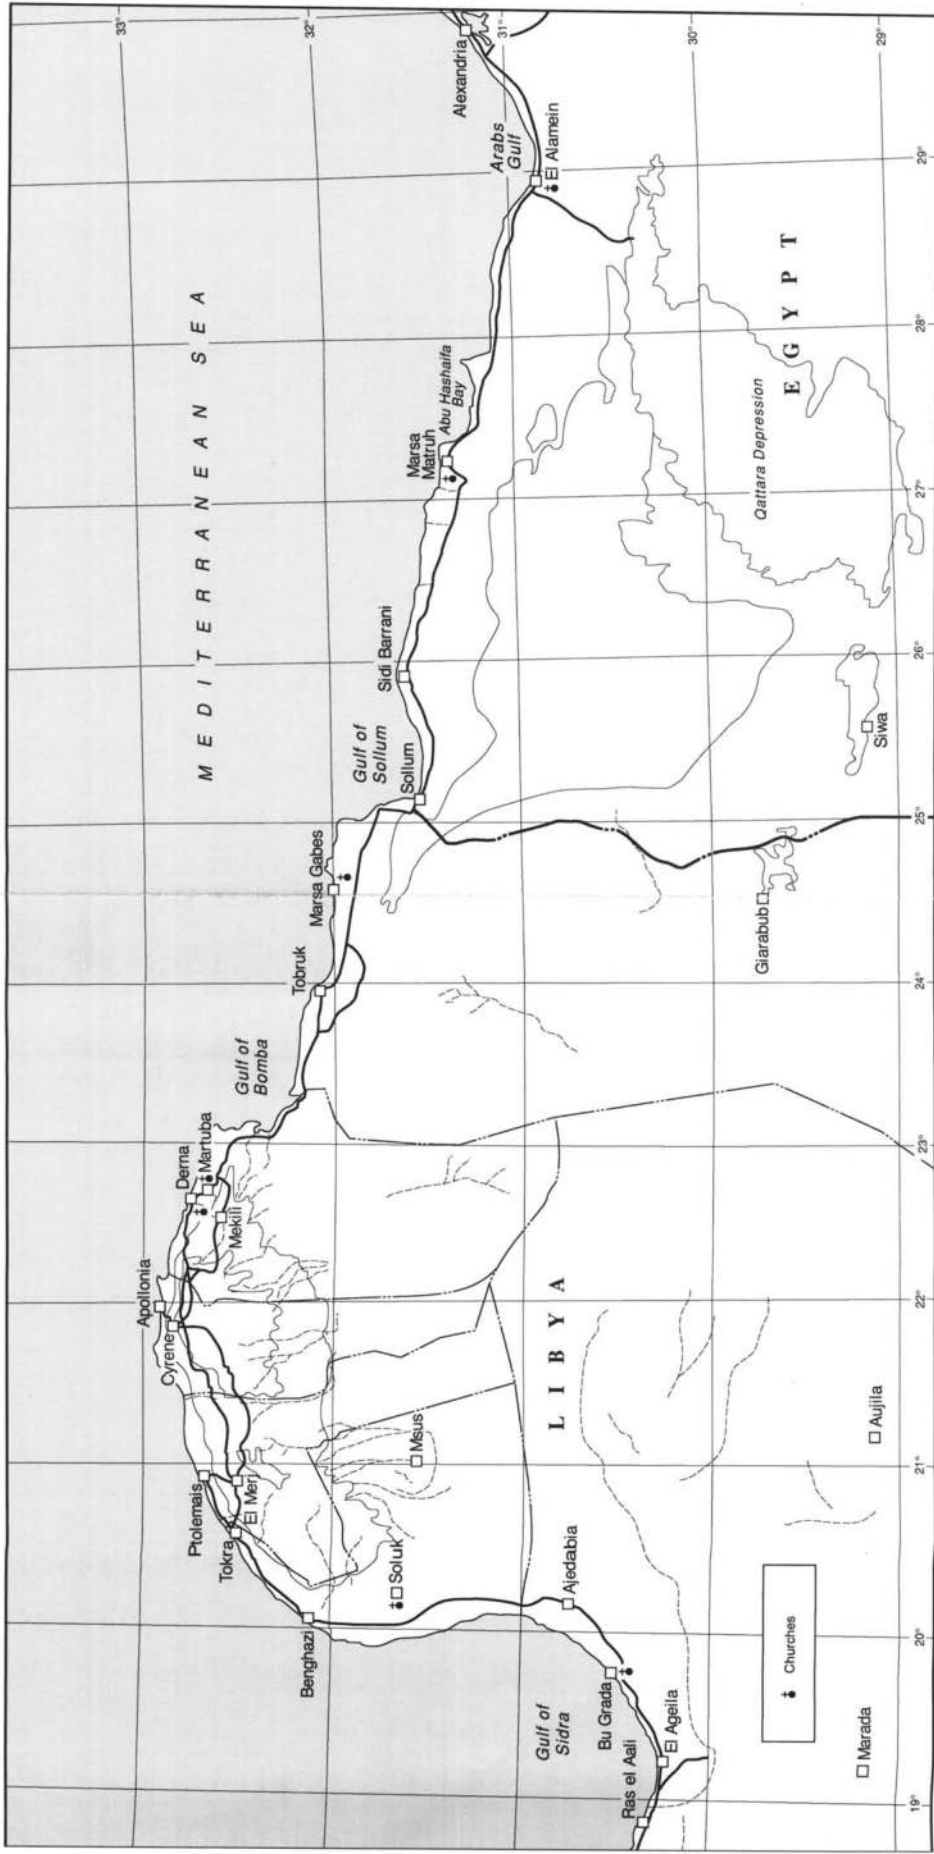 33°
32°
31°
30°
29°
MEDITERRANEAN SEA
Alexandria
Arabs
Gulf
El Alamein
Abu Hashaifa
Bay
Marsa
Matruh
Sidi Barrani
Gulf of
Sollum
Sollum
Marsa Gabes
Tobruk
Gulf of
Bomba
Martuba
Derna
Mekili
Apollonia
Cyrene
Ptolemais
El Merj
Tokra
Benghazi
Soluk
Msus
Ajedabia
Gulf of
Sidra
Bu Grada
El Ageila
Ras el Aali
Marada
Aujila
LIBYA
Giarabub
Siwa
Qattara Depression
EGYPT
Churches
19°
20°
21°
22°
23°
24°
25°
26°
27°
28°
29°